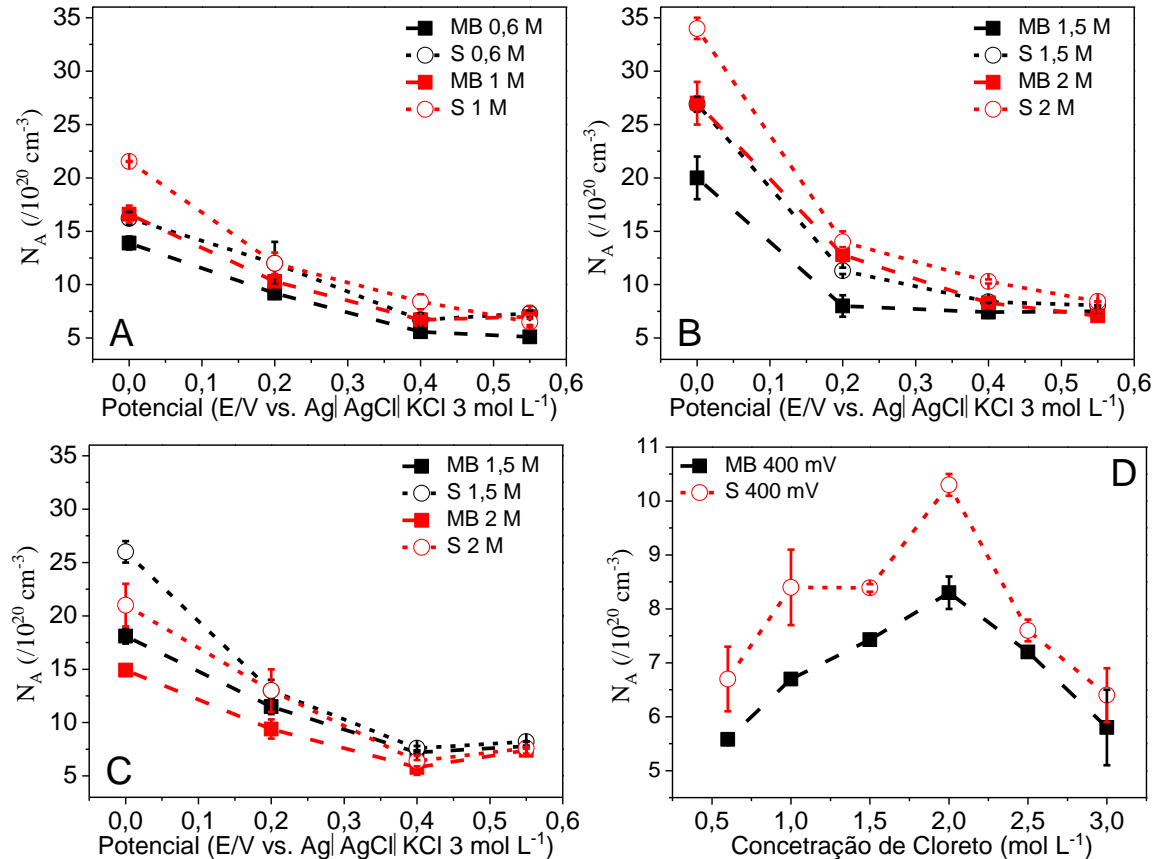 35
30
25
20
15
10
5
N_A (/10²⁰ cm⁻³)
MB 0,6 M
S 0,6 M
MB 1 M
S 1 M
A
0,0 0,1 0,2 0,3 0,4 0,5 0,6
Potencial (E/V vs. Ag| AgCl| KCl 3 mol L⁻¹)
35
30
25
20
15
10
5
N_A (/10²⁰ cm⁻³)
MB 1,5 M
S 1,5 M
MB 2 M
S 2 M
B
0,0 0,1 0,2 0,3 0,4 0,5 0,6
Potencial (E/V vs. Ag| AgCl| KCl 3 mol L⁻¹)
35
30
25
20
15
10
5
N_A (/10²⁰ cm⁻³)
MB 1,5 M
S 1,5 M
MB 2 M
S 2 M
C
0,0 0,1 0,2 0,3 0,4 0,5 0,6
Potencial (E/V vs. Ag| AgCl| KCl 3 mol L⁻¹)
11
10
9
8
7
6
5
N_A (/10²⁰ cm⁻³)
MB 400 mV
S 400 mV
D
0,5 1,0 1,5 2,0 2,5 3,0
Concetração de Cloreto (mol L⁻¹)